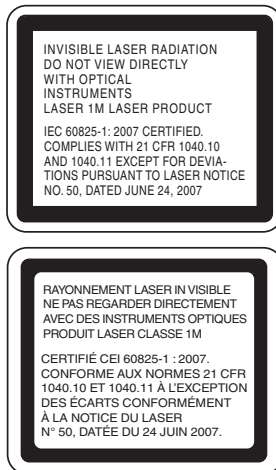 INVISIBLE LASER RADIATION
DO NOT VIEW DIRECTLY
WITH OPTICAL
INSTRUMENTS
LASER 1M LASER PRODUCT
IEC 60825-1: 2007 CERTIFIED.
COMPLIES WITH 21 CFR 1040.10
AND 1040.11 EXCEPT FOR DEVIA-
TIONS PURSUANT TO LASER NOTICE
NO. 50, DATED JUNE 24, 2007
RAYONNEMENT LASER IN VISIBLE
NE PAS REGARDER DIRECTEMENT
AVEC DES INSTRUMENTS OPTIQUES
PRODUIT LASER CLASSE 1M
CERTIFIÉ CEI 60825-1 : 2007.
CONFORME AUX NORMES 21 CFR
1040.10 ET 1040.11 À L'EXCEPTION
DES ÉCARTS CONFORMÉMENT
À LA NOTICE DU LASER
N° 50, DATÉE DU 24 JUIN 2007.